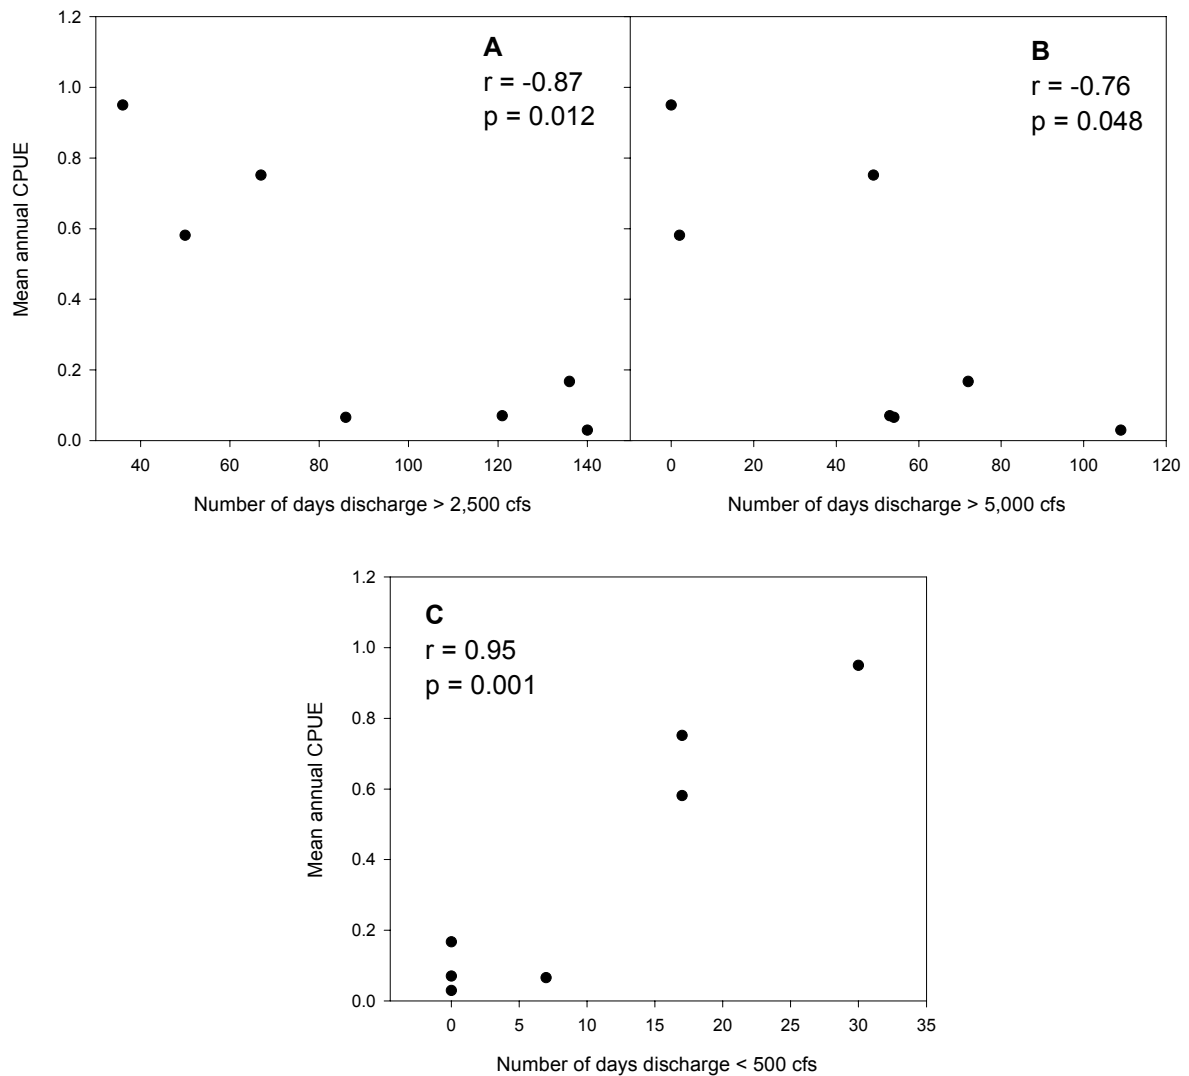 A
r = -0.87
p = 0.012
B
r = -0.76
p = 0.048
1.2
1.0
0.8
0.6
0.4
0.2
0.0
Mean annual CPUE
40 60 80 100 120 140
0 20 40 60 80 100 120
Number of days discharge > 2,500 cfs
Number of days discharge > 5,000 cfs
C
r = 0.95
p = 0.001
1.2
1.0
0.8
0.6
0.4
0.2
0.0
Mean annual CPUE
0 5 10 15 20 25 30 35
Number of days discharge < 500 cfs